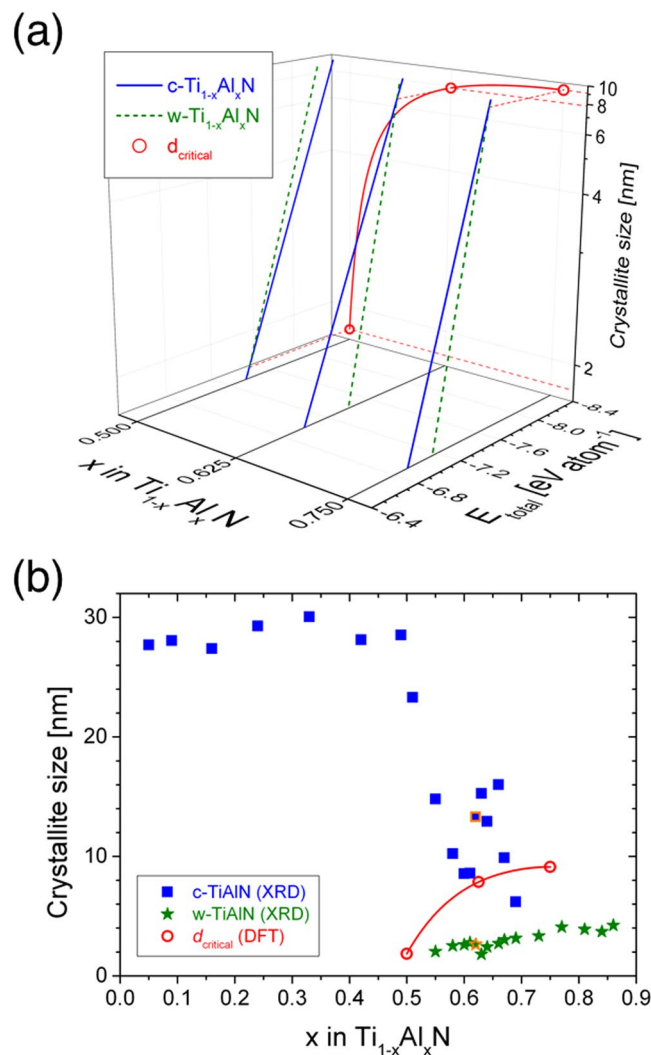 (a)
c-Ti1-xAlxN
w-Ti1-xAlxN
dcritical
10
8
6
4
2
Crystallite size [nm]
0.500
0.625
0.750
x in Ti1-xAlxN
-8.4
-8.0
-7.6
-7.2
-6.8
-6.4
Etotal [eV atom-1]
(b)
30
20
10
0
Crystallite size [nm]
c-TiAlN (XRD)
w-TiAlN (XRD)
dcritical (DFT)
0.0 0.1 0.2 0.3 0.4 0.5 0.6 0.7 0.8 0.9
x in Ti1-xAlxN